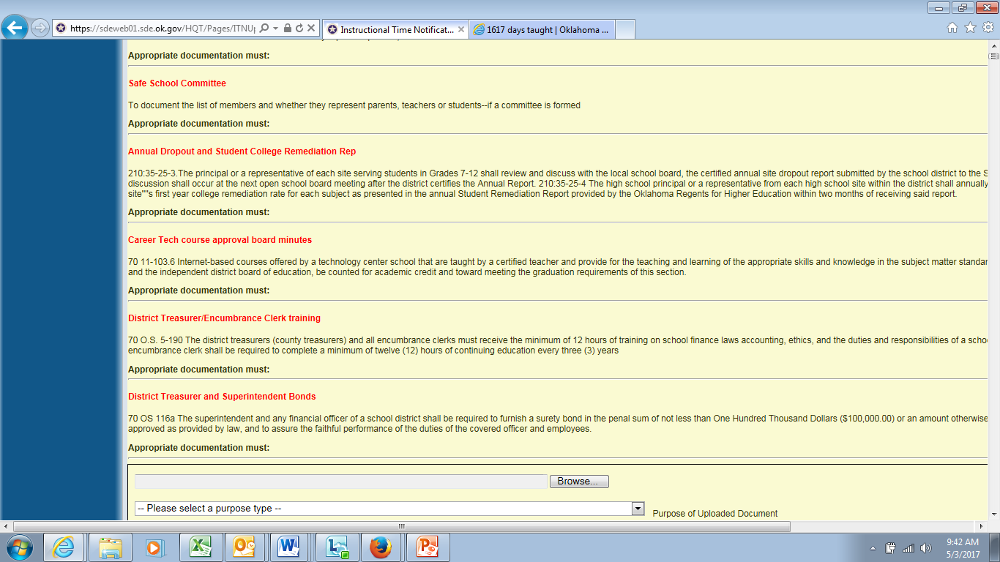 https://sdeweb01.sde.ok.gov/HQT/Pages/ITNU
Instructional Time Notificat...
1617 days taught | Oklahoma ...
Appropriate documentation must:
Safe School Committee
To document the list of members and whether they represent parents, teachers or students--if a committee is formed
Appropriate documentation must:
Annual Dropout and Student College Remediation Rep
210:35-25-3.The principal or a representative of each site serving students in Grades 7-12 shall review and discuss with the local school board, the certified annual site dropout report submitted by the school district to the S
discussion shall occur at the next open school board meeting after the district certifies the Annual Report. 210:35-25-4 The high school principal or a representative from each high school site within the district shall annually
site""s first year college remediation rate for each subject as presented in the annual Student Remediation Report provided by the Oklahoma Regents for Higher Education within two months of receiving said report.
Appropriate documentation must:
Career Tech course approval board minutes
70 11-103.6 Internet-based courses offered by a technology center school that are taught by a certified teacher and provide for the teaching and learning of the appropriate skills and knowledge in the subject matter standar
and the independent district board of education, be counted for academic credit and toward meeting the graduation requirements of this section.
Appropriate documentation must:
District Treasurer/Encumbrance Clerk training
70 O.S. 5-190 The district treasurers (county treasurers) and all encumbrance clerks must receive the minimum of 12 hours of training on school finance laws accounting, ethics, and the duties and responsibilities of a schoo
encumbrance clerk shall be required to complete a minimum of twelve (12) hours of continuing education every three (3) years
Appropriate documentation must:
District Treasurer and Superintendent Bonds
70 OS 116a The superintendent and any financial officer of a school district shall be required to furnish a surety bond in the penal sum of not less than One Hundred Thousand Dollars ($100,000.00) or an amount otherwise
approved as provided by law, and to assure the faithful performance of the duties of the covered officer and employees.
Appropriate documentation must:
Browse...
-- Please select a purpose type --
Purpose of Uploaded Document
9:42 AM
5/3/2017